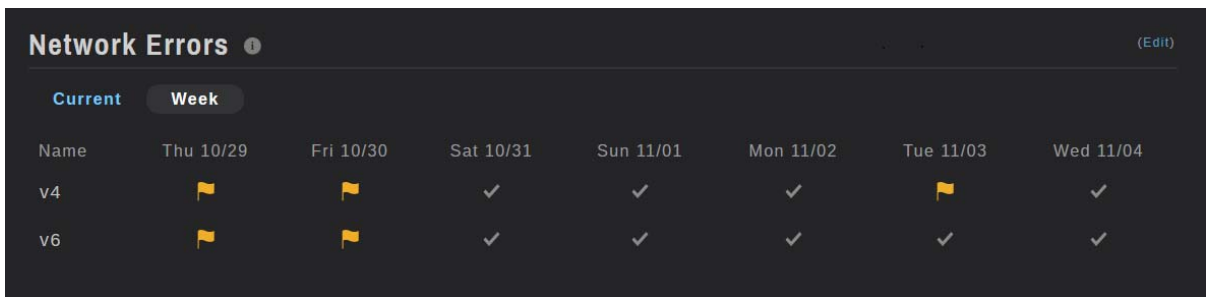 Network Errors
(Edit)
Current Week
Name Thu 10/29 Fri 10/30 Sat 10/31 Sun 11/01 Mon 11/02 Tue 11/03 Wed 11/04
v4
v6